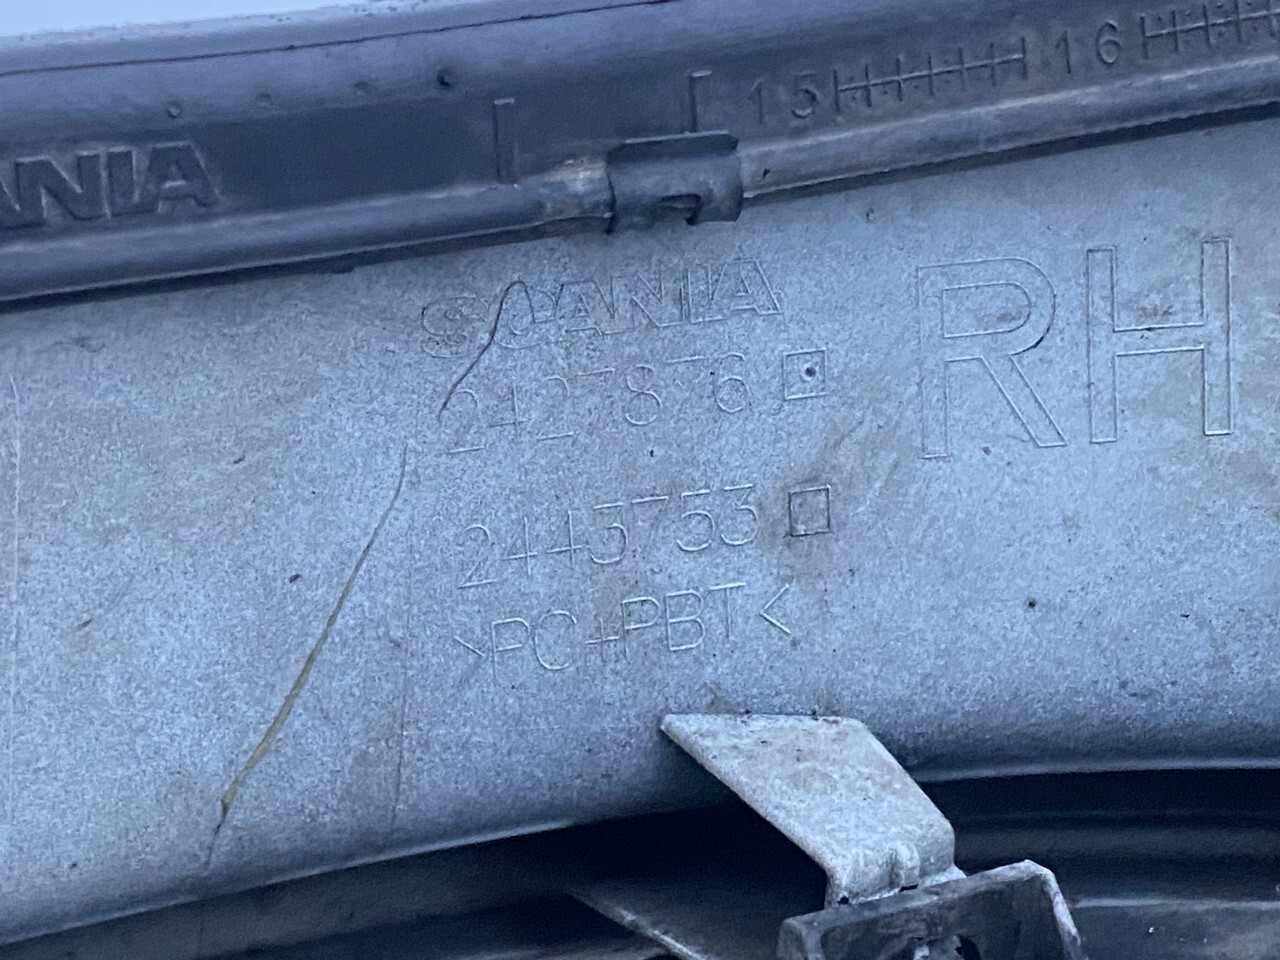 ANIA
15 16
SCANIA
2427876
2443753
>PC+PBT<
RH